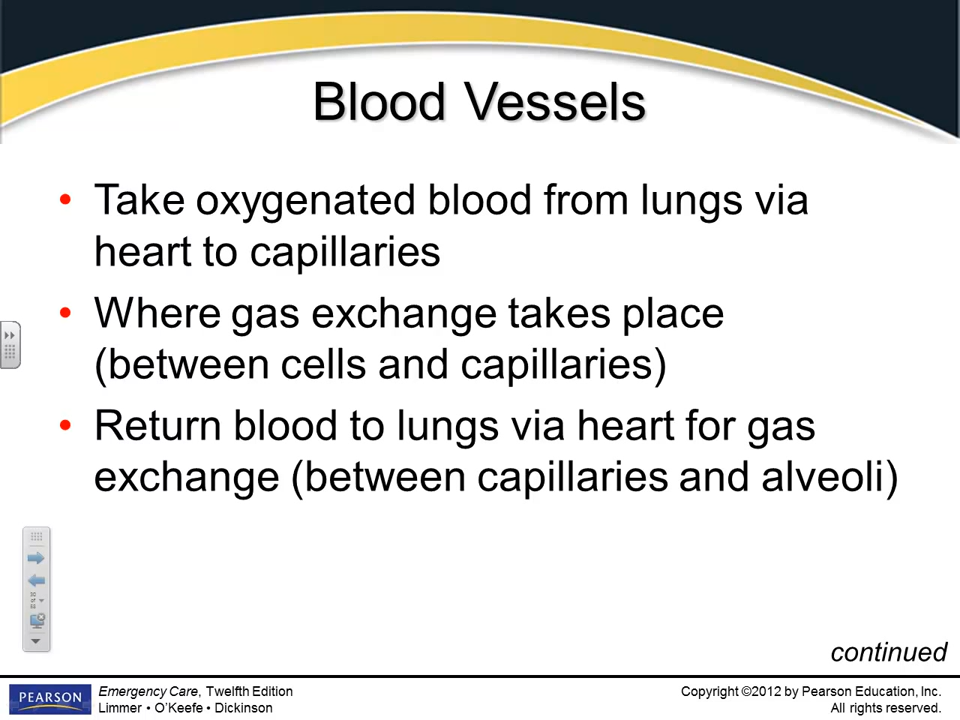 Blood Vessels
• Take oxygenated blood from lungs via
heart to capillaries
• Where gas exchange takes place
(between cells and capillaries)
• Return blood to lungs via heart for gas
exchange (between capillaries and alveoli)
continued
PEARSON
Emergency Care, Twelfth Edition
Limmer • O'Keefe • Dickinson
Copyright ©2012 by Pearson Education, Inc.
All rights reserved.